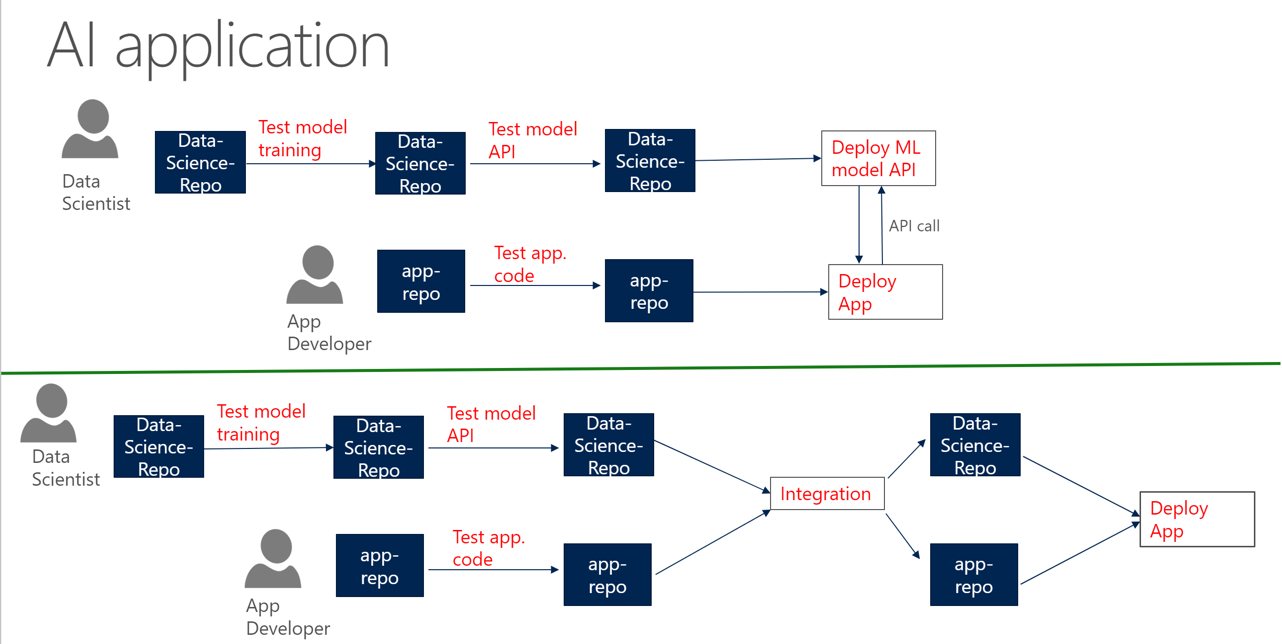 AI application
Data
Scientist
Data-
Science-
Repo
Test model
training
Data-
Science-
Repo
Test model
API
Data-
Science-
Repo
Deploy ML
model API
API call
App
Developer
app-
repo
Test app.
code
app-
repo
Deploy
App
Data
Scientist
Data-
Science-
Repo
Test model
training
Data-
Science-
Repo
Test model
API
Data-
Science-
Repo
App
Developer
app-
repo
Test app.
code
app-
repo
Integration
Data-
Science-
Repo
app-
repo
Deploy
App